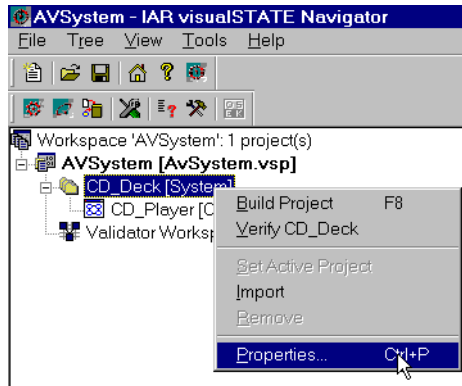 AVSystem - IAR visualSTATE Navigator
File Tree View Tools Help
Workspace 'AVSystem': 1 project(s)
AVSystem [AvSystem.vsp]
CD_Deck [System]
CD_Player [C
Validator Worksp
Build Project F8
Verify CD_Deck
Set Active Project
Import
Remove
Properties... Ctrl+P